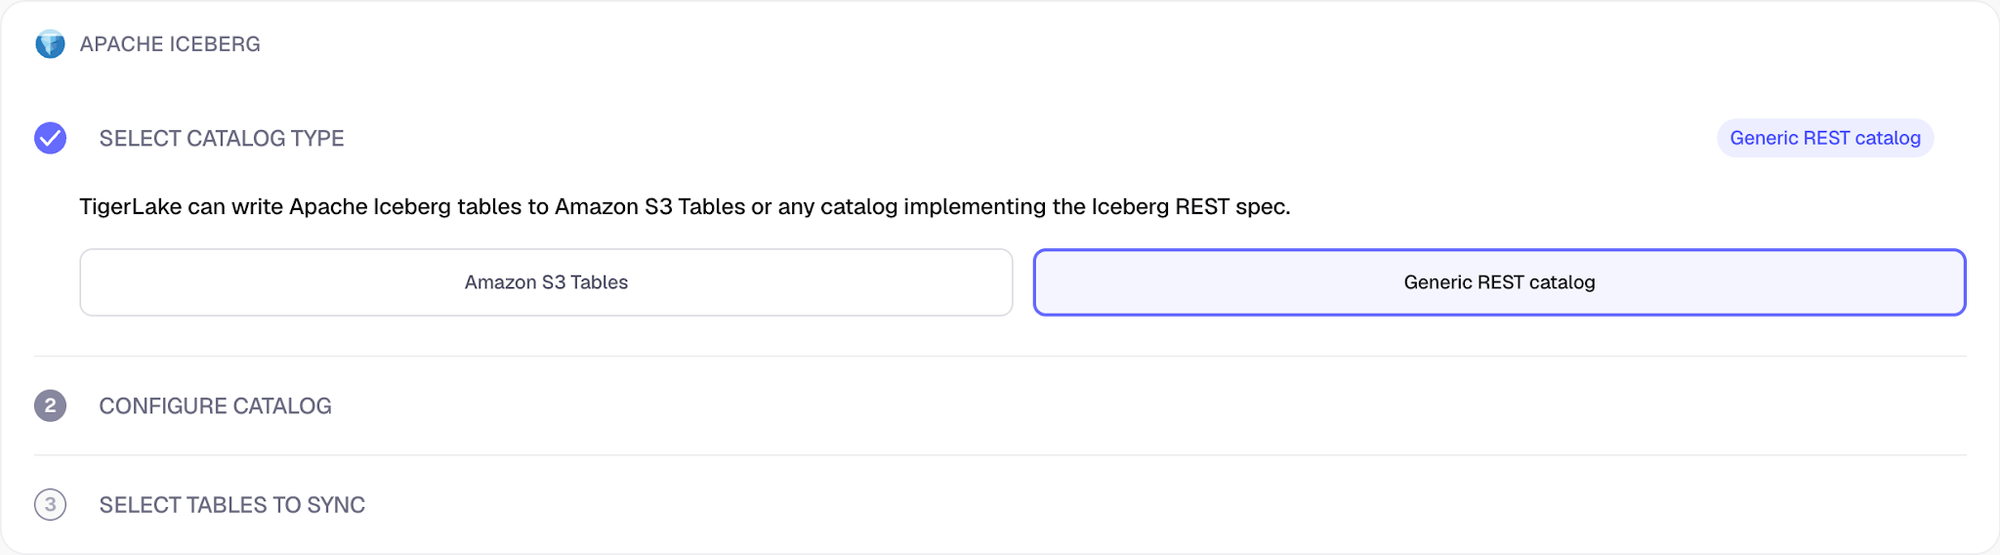 APACHE ICEBERG
SELECT CATALOG TYPE
Generic REST catalog
TigerLake can write Apache Iceberg tables to Amazon S3 Tables or any catalog implementing the Iceberg REST spec.
Amazon S3 Tables
Generic REST catalog
2
CONFIGURE CATALOG
3
SELECT TABLES TO SYNC